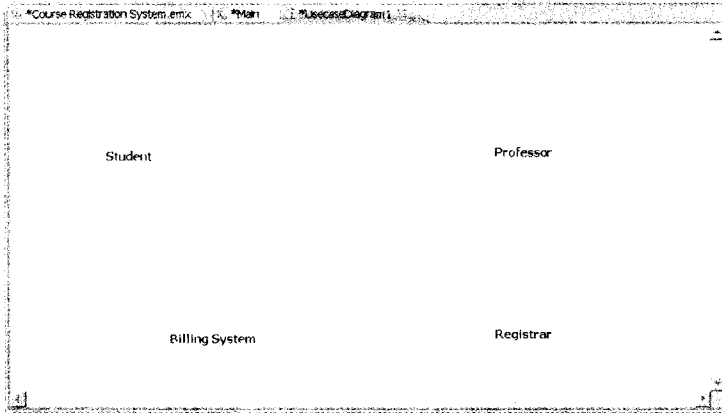 *Course Registration System.emx *Main *UsecaseDiagram1
Student Professor
Billing System Registrar